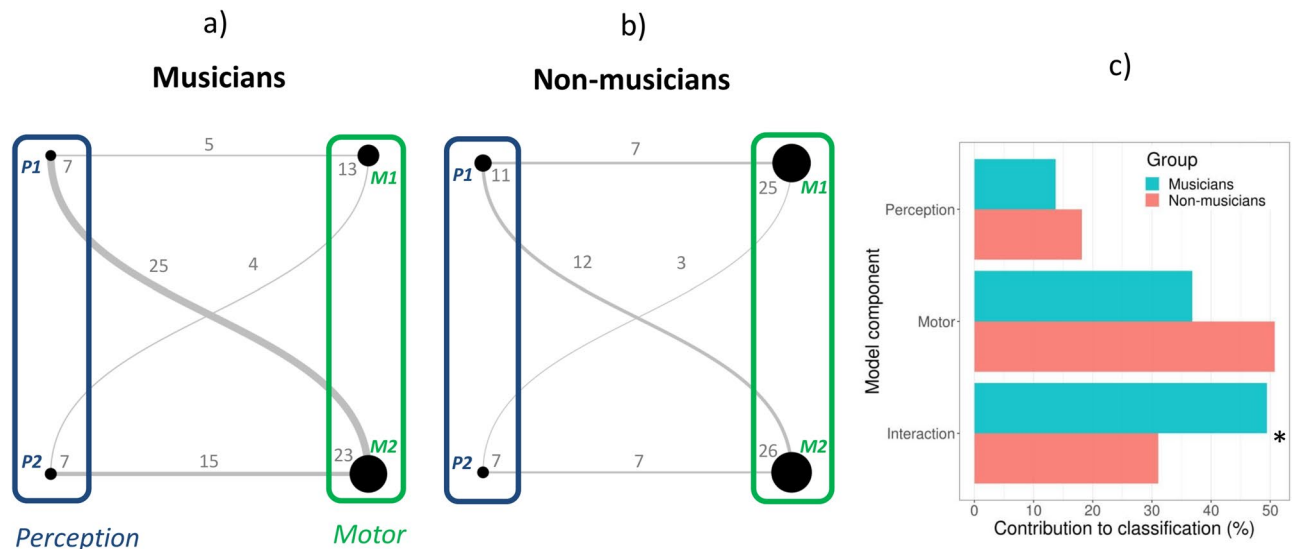 a)
Musicians
P1
7
5
13
M1
25
4
P2
7
15
23
M2
Perception
Motor
b)
Non-musicians
P1
11
7
25
M1
12
3
P2
7
7
26
M2
c)
Model component
Perception
Motor
Interaction
Group
Musicians
Non-musicians
*
0 10 20 30 40 50
Contribution to classification (%)